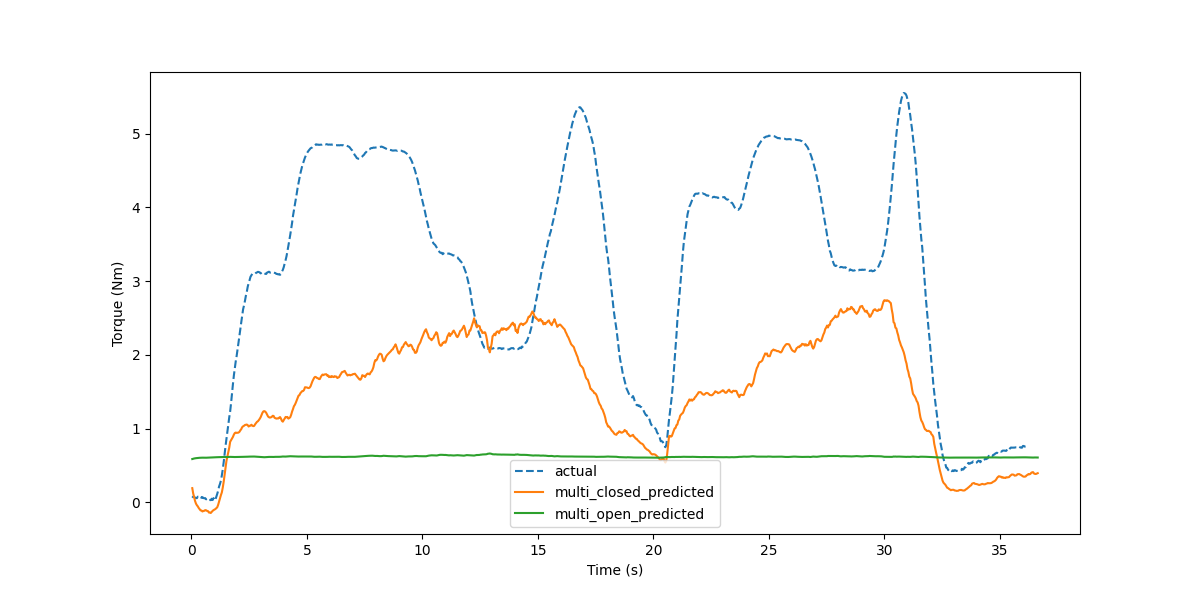 5
4
3
2
1
0
Torque (Nm)
actual
multi_closed_predicted
multi_open_predicted
0 5 10 15 20 25 30 35
Time (s)